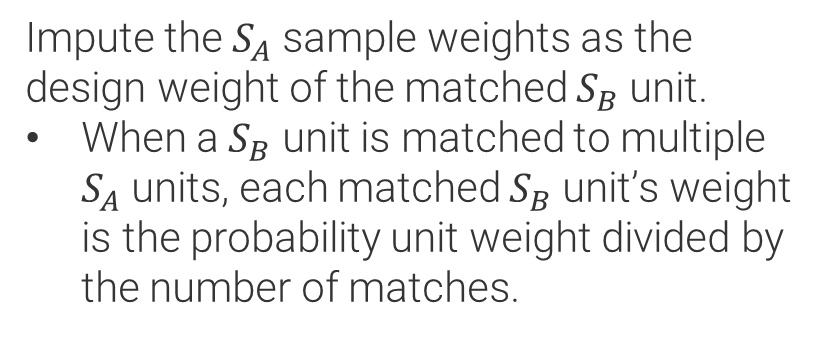 Impute the S_A sample weights as the
design weight of the matched S_B unit.
• When a S_B unit is matched to multiple
S_A units, each matched S_B unit’s weight
is the probability unit weight divided by
the number of matches.